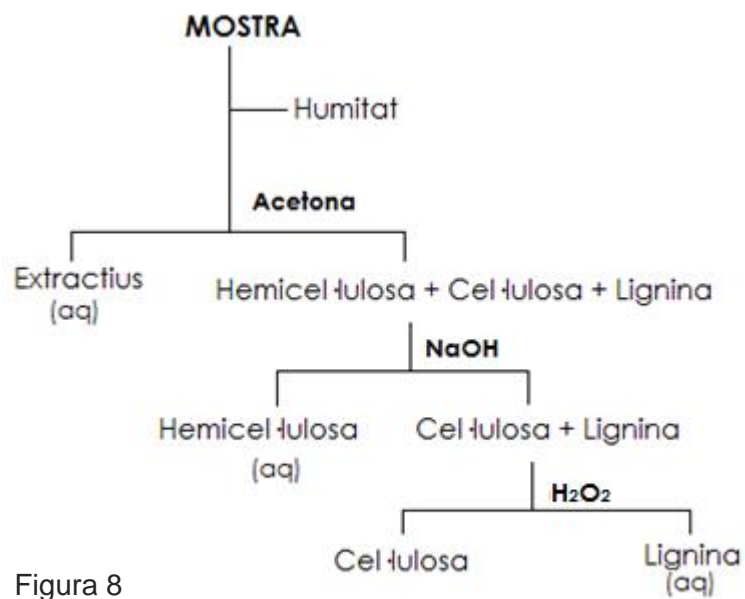 MOSTRA
Humitat
Acetona
Extractius
(aq)
Hemicel·lulosa + Cel·lulosa + Lignina
NaOH
Hemicel·lulosa
(aq)
Cel·lulosa + Lignina
H₂O₂
Cel·lulosa
Lignina
(aq)
Figura 8